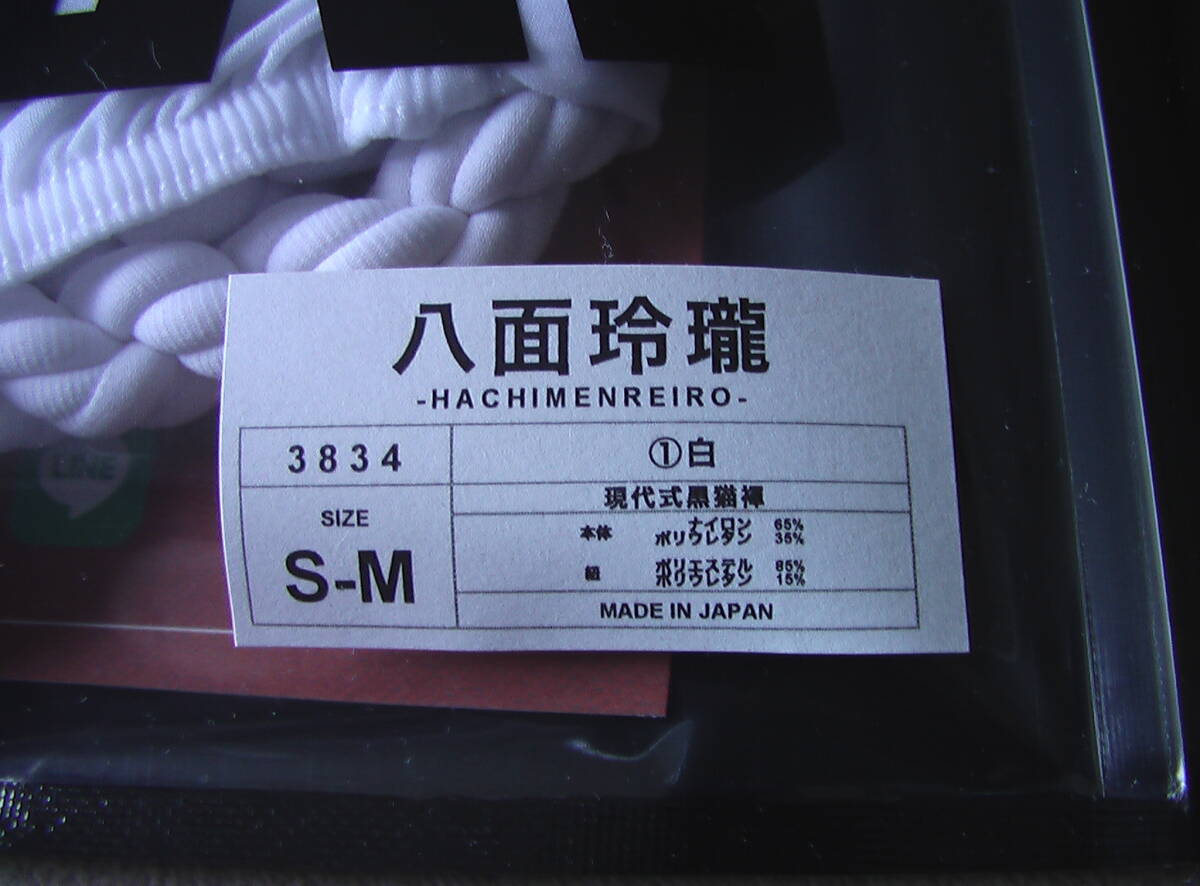 八面玲瓏
-HACHIMENREIRO-
3834
①白
SIZE
S-M
現代式黒猫褌
本体 ナイロン 65%
ポリウレタン 35%
紐 ポリエステル 85%
ポリウレタン 15%
MADE IN JAPAN
LINE